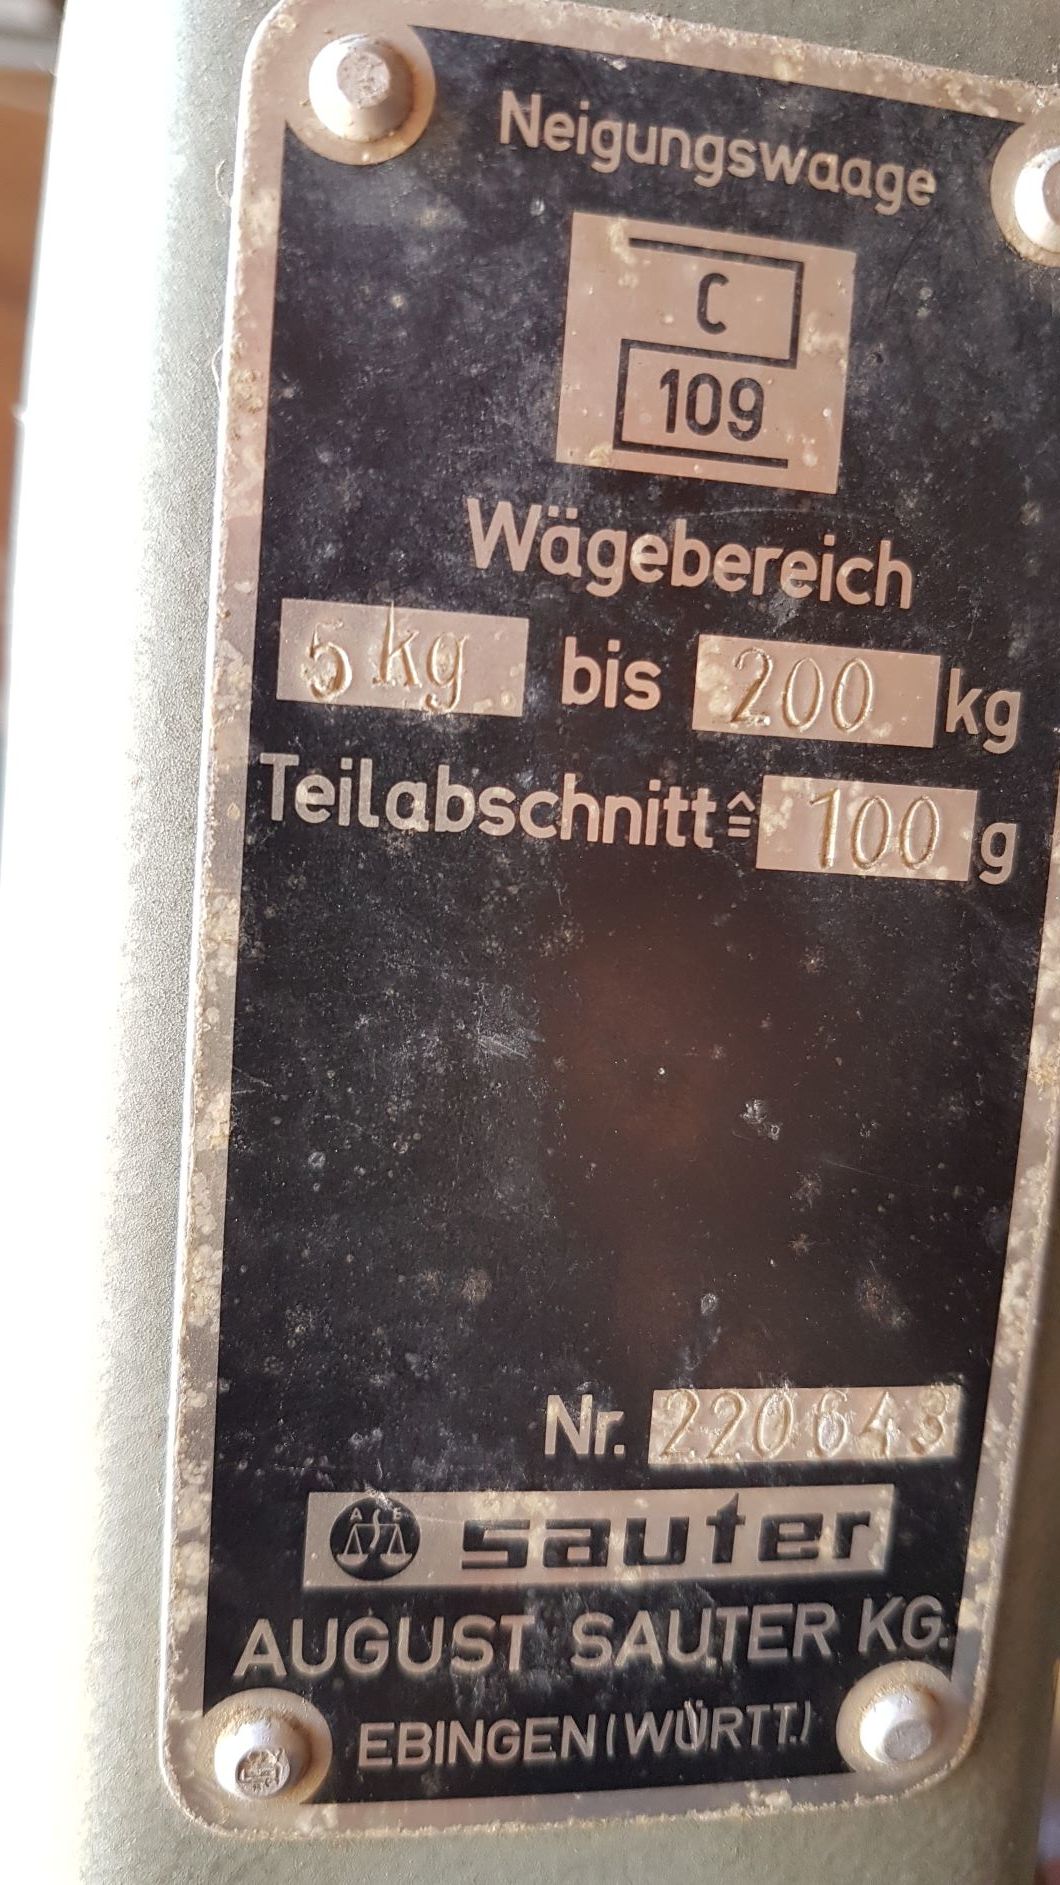 Neigungswaage
C
109
Wägebereich
5 kg bis 200 kg
Teilabschnitt ≙ 100 g
Nr. 220643
A S E sauter
AUGUST SAUTER KG.
EBINGEN (WÜRTT.)